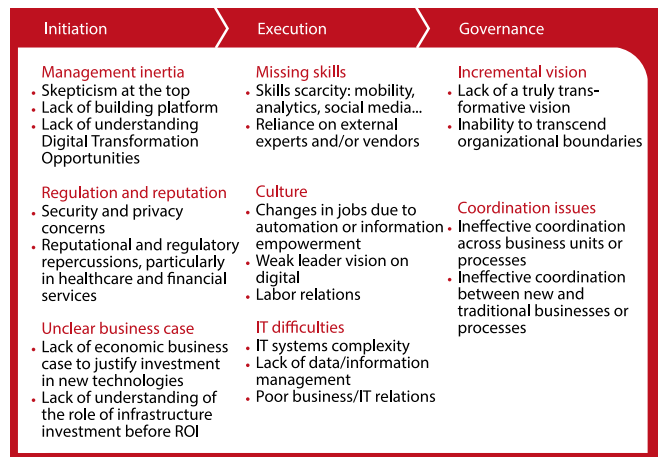 Initiation
Management inertia
• Skepticism at the top
• Lack of building platform
• Lack of understanding
Digital Transformation
Opportunities
Regulation and reputation
• Security and privacy
concerns
• Reputational and regulatory
repercussions, particularly
in healthcare and financial
services
Unclear business case
• Lack of economic business
case to justify investment
in new technologies
• Lack of understanding of
the role of infrastructure
investment before ROI
Execution
Missing skills
• Skills scarcity: mobility,
analytics, social media...
• Reliance on external
experts and/or vendors
Culture
• Changes in jobs due to
automation or information
empowerment
• Weak leader vision on
digital
• Labor relations
IT difficulties
• IT systems complexity
• Lack of data/information
management
• Poor business/IT relations
Governance
Incremental vision
• Lack of a truly trans-
formative vision
• Inability to transcend
organizational boundaries
Coordination issues
• Ineffective coordination
across business units or
processes
• Ineffective coordination
between new and
traditional businesses or
processes